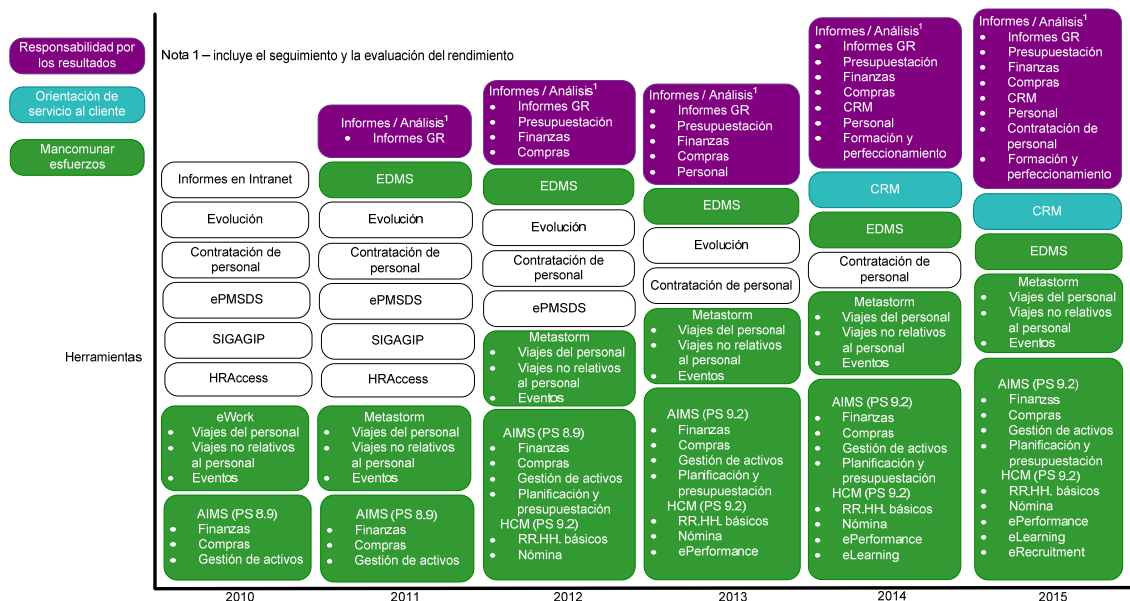 Responsabilidad por
los resultados
Orientación de
servicio al cliente
Mancomunar
esfuerzos
Nota 1 – incluye el seguimiento y la evaluación del rendimiento
Herramientas
Informes en Intranet
Evolución
Contratación de
personal
ePMSDS
SIGAGIP
HRAccess
eWork
• Viajes del personal
• Viajes no relativos
al personal
• Eventos
AIMS (PS 8.9)
• Finanzas
• Compras
• Gestión de activos
2010
Informes / Análisis1
• Informes GR
EDMS
Evolución
Contratación de
personal
ePMSDS
SIGAGIP
HRAccess
Metastorm
• Viajes del personal
• Viajes no relativos
al personal
• Eventos
AIMS (PS 8.9)
• Finanzas
• Compras
• Gestión de activos
2011
Informes / Análisis1
• Informes GR
• Presupuestación
• Finanzas
• Compras
EDMS
Evolución
Contratación de
personal
ePMSDS
Metastorm
• Viajes del personal
• Viajes no relativos
al personal
• Eventos
AIMS (PS 8.9)
• Finanzas
• Compras
• Gestión de activos
• Planificación y
presupuestación
HCM (PS 9.2)
• RR.HH. básicos
• Nómina
2012
Informes / Análisis1
• Informes GR
• Presupuestación
• Finanzas
• Compras
• Personal
EDMS
Evolución
Contratación de personal
Metastorm
• Viajes del personal
• Viajes no relativos
al personal
• Eventos
AIMS (PS 9.2)
• Finanzas
• Compras
• Gestión de activos
• Planificación y
presupuestación
HCM (PS 9.2)
• RR.HH. básicos
• Nómina
• ePerformance
2013
Informes / Análisis1
• Informes GR
• Presupuestación
• Finanzas
• Compras
• CRM
• Personal
• Formación y
perfeccionamiento
CRM
EDMS
Contratación de
personal
Metastorm
• Viajes del personal
• Viajes no relativos
al personal
• Eventos
AIMS (PS 9.2)
• Finanzas
• Compras
• Gestión de activos
• Planificación y
presupuestación
HCM (PS 9.2)
• RR.HH. básicos
• Nómina
• ePerformance
• eLearning
2014
Informes / Análisis1
• Informes GR
• Presupuestación
• Finanzas
• Compras
• CRM
• Personal
• Contratación de
personal
• Formación y
perfeccionamiento
CRM
EDMS
Metastorm
• Viajes del personal
• Viajes no relativos
al personal
• Eventos
AIMS (PS 9.2)
• Finanzss
• Compras
• Gestión de activos
• Planificación y
presupuestación
HCM (PS 9.2)
• RR.HH. básicos
• Nómina
• ePerformance
• eLearning
• eRecruitment
2015